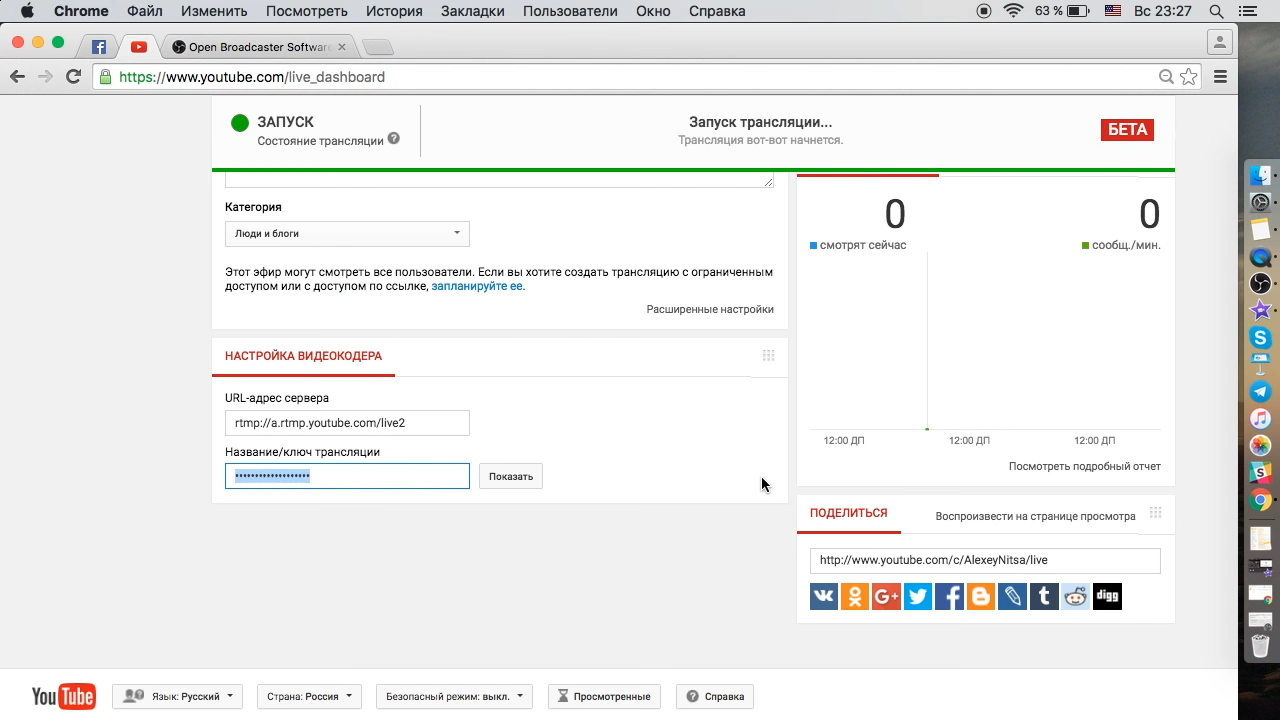 Chrome Файл Изменить Посмотреть История Закладки Пользователи Окно Справка 63 % Вс 23:27
Open Broadcaster Software
https://www.youtube.com/live_dashboard
ЗАПУСК
Состояние трансляции ?
Запуск трансляции...
Трансляция вот-вот начнется.
БЕТА
Категория
Люди и блоги
Этот эфир могут смотреть все пользователи. Если вы хотите создать трансляцию с ограниченным
доступом или с доступом по ссылке, запланируйте ее.
Расширенные настройки
НАСТРОЙКА ВИДЕОКОДЕРА
URL-адрес сервера
rtmp://a.rtmp.youtube.com/live2
Название/ключ трансляции
•••••••••••••••••••
Показать
0 0
смотрят сейчас сообщ./мин.
12:00 ДП 12:00 ДП 12:00 ДП
Посмотреть подробный отчет
ПОДЕЛИТЬСЯ Воспроизвести на странице просмотра
http://www.youtube.com/c/AlexeyNitsa/live
digg
YouTube Язык: Русский Страна: Россия Безопасный режим: выкл. Просмотренные ? Справка